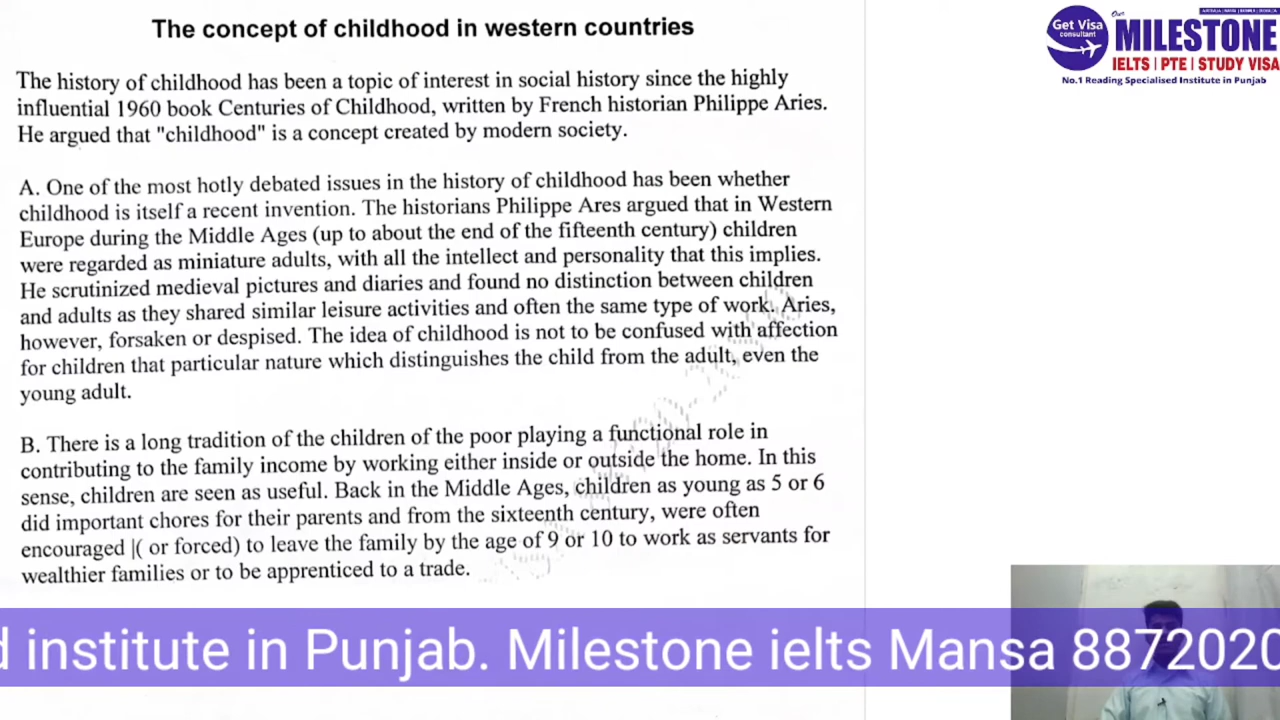 The concept of childhood in western countries
The history of childhood has been a topic of interest in social history since the highly
influential 1960 book Centuries of Childhood, written by French historian Philippe Aries.
He argued that "childhood" is a concept created by modern society.
A. One of the most hotly debated issues in the history of childhood has been whether
childhood is itself a recent invention. The historians Philippe Ares argued that in Western
Europe during the Middle Ages (up to about the end of the fifteenth century) children
were regarded as miniature adults, with all the intellect and personality that this implies.
He scrutinized medieval pictures and diaries and found no distinction between children
and adults as they shared similar leisure activities and often the same type of work. Aries,
however, forsaken or despised. The idea of childhood is not to be confused with affection
for children that particular nature which distinguishes the child from the adult, even the
young adult.
B. There is a long tradition of the children of the poor playing a functional role in
contributing to the family income by working either inside or outside the home. In this
sense, children are seen as useful. Back in the Middle Ages, children as young as 5 or 6
did important chores for their parents and from the sixteenth century, were often
encouraged |( or forced) to leave the family by the age of 9 or 10 to work as servants for
wealthier families or to be apprenticed to a trade.
Get Visa
consultant
Our
MILESTONE
IELTS | PTE | STUDY VISA
No.1 Reading Specialised Institute in Punjab
institute in Punjab. Milestone ielts Mansa 8872020